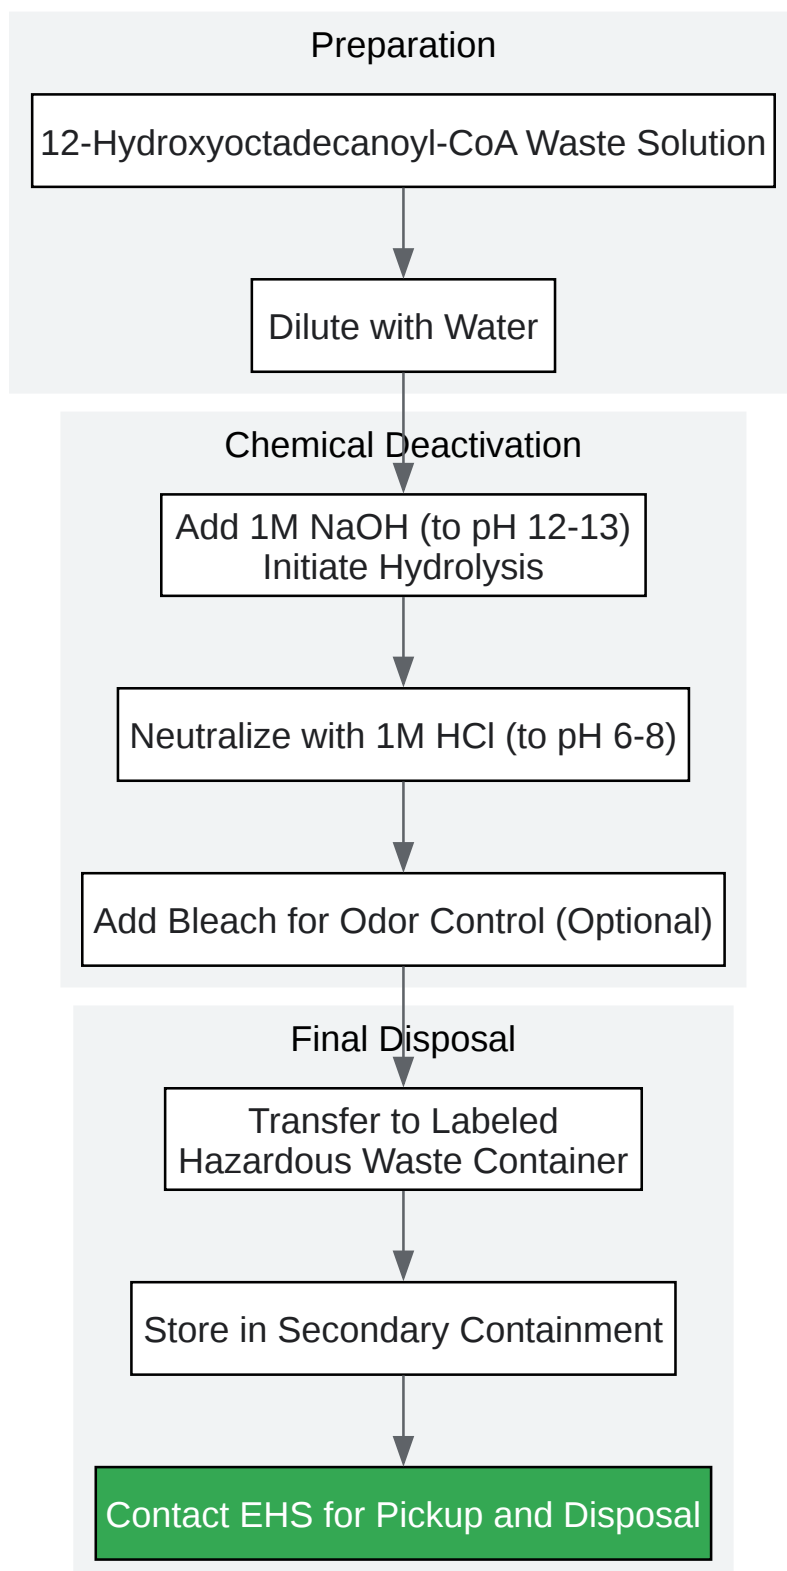 Preparation
12-Hydroxyoctadecanoyl-CoA Waste Solution
Dilute with Water
Chemical Deactivation
Add 1M NaOH (to pH 12-13)
Initiate Hydrolysis
Neutralize with 1M HCl (to pH 6-8)
Add Bleach for Odor Control (Optional)
Final Disposal
Transfer to Labeled
Hazardous Waste Container
Store in Secondary Containment
Contact EHS for Pickup and Disposal